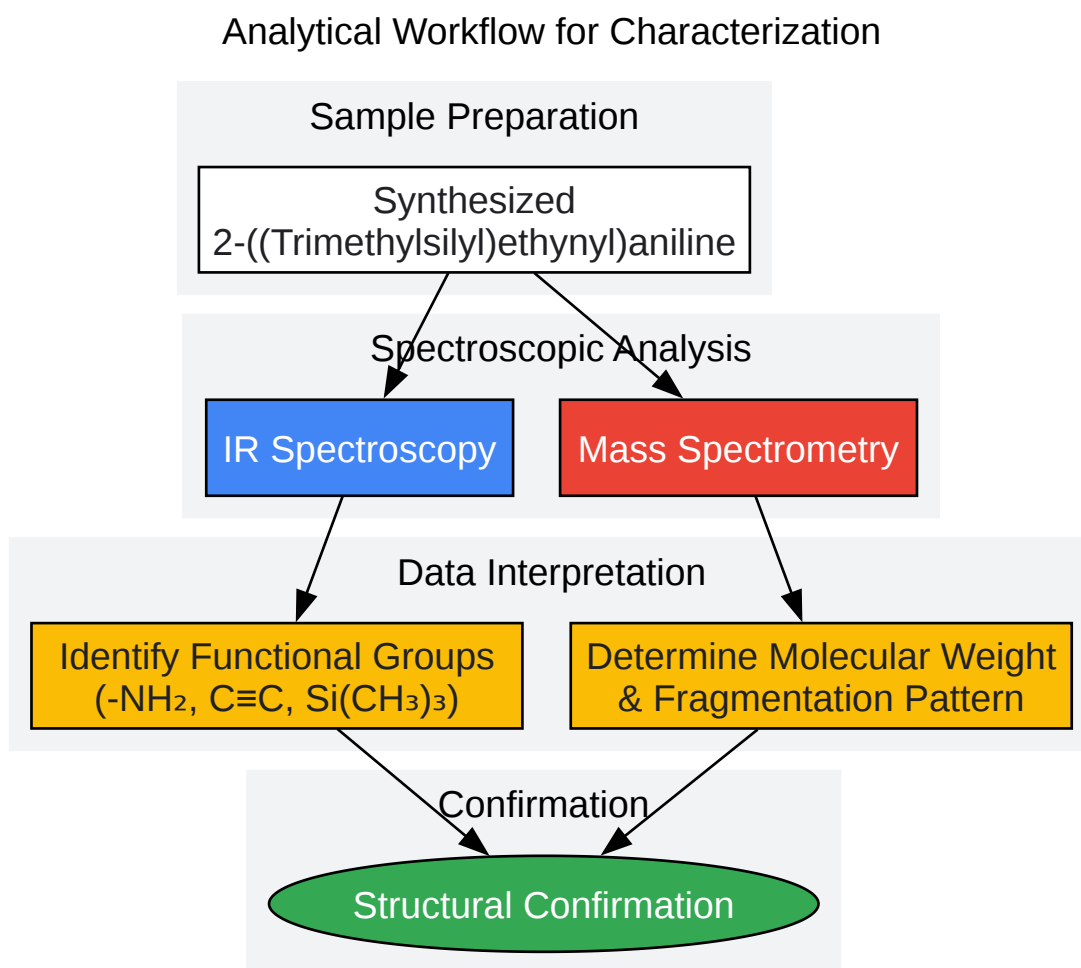 Analytical Workflow for Characterization
Sample Preparation
Synthesized
2-((Trimethylsilyl)ethynyl)aniline
Spectroscopic Analysis
IR Spectroscopy
Mass Spectrometry
Data Interpretation
Identify Functional Groups
(-NH₂, C≡C, Si(CH₃)₃)
Determine Molecular Weight
& Fragmentation Pattern
Confirmation
Structural Confirmation